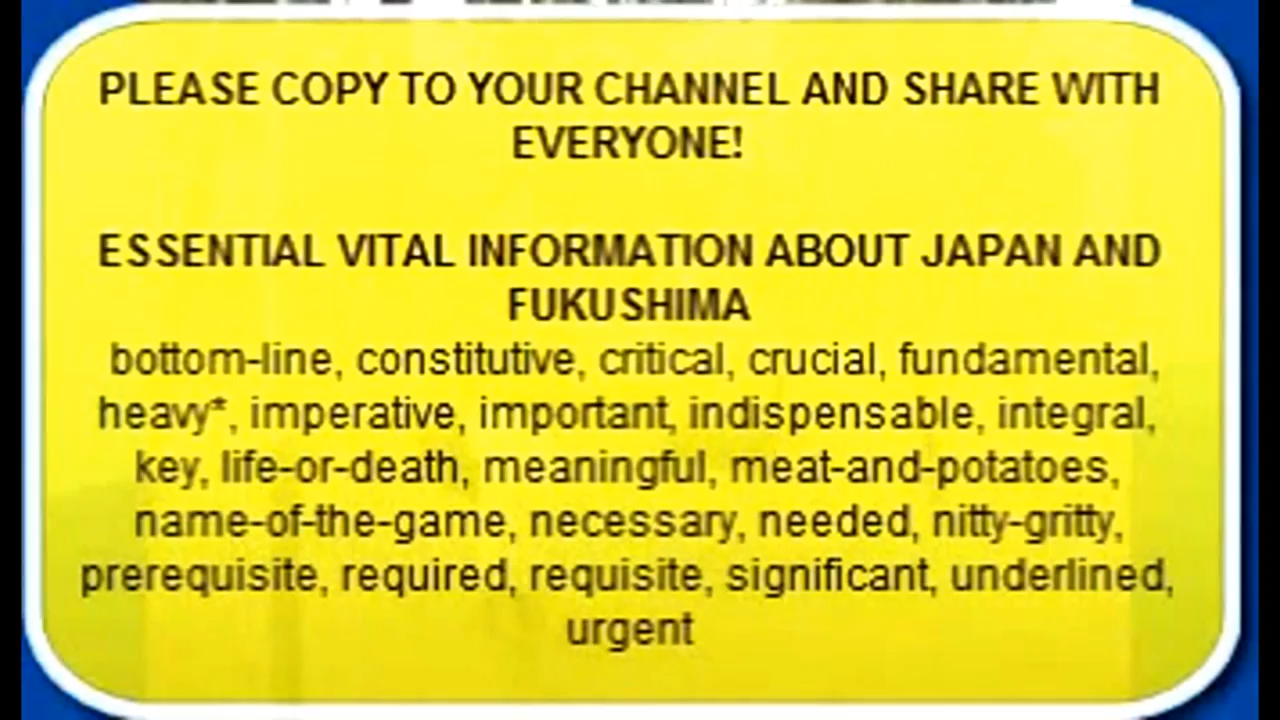 PLEASE COPY TO YOUR CHANNEL AND SHARE WITH
EVERYONE!
ESSENTIAL VITAL INFORMATION ABOUT JAPAN AND
FUKUSHIMA
bottom-line, constitutive, critical, crucial, fundamental,
heavy*, imperative, important, indispensable, integral,
key, life-or-death, meaningful, meat-and-potatoes,
name-of-the-game, necessary, needed, nitty-gritty,
prerequisite, required, requisite, significant, underlined,
urgent